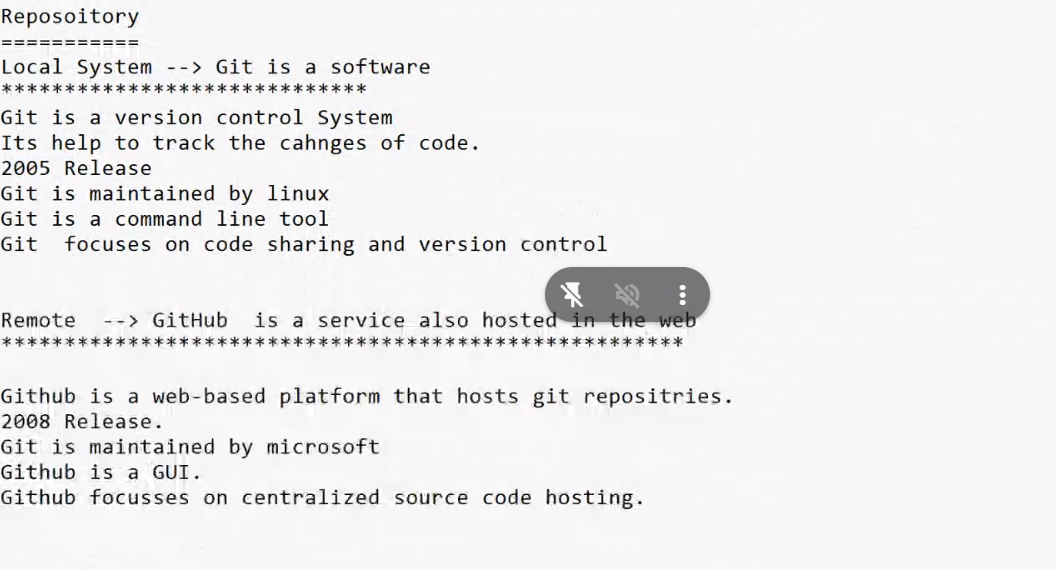 Reposoitory
===========
Local System --> Git is a software
*****************************
Git is a version control System
Its help to track the cahnges of code.
2005 Release
Git is maintained by linux
Git is a command line tool
Git  focuses on code sharing and version control
Remote  --> GitHub  is a service also hosted in the web
******************************************************
Github is a web-based platform that hosts git repositries.
2008 Release.
Git is maintained by microsoft
Github is a GUI.
Github focusses on centralized source code hosting.